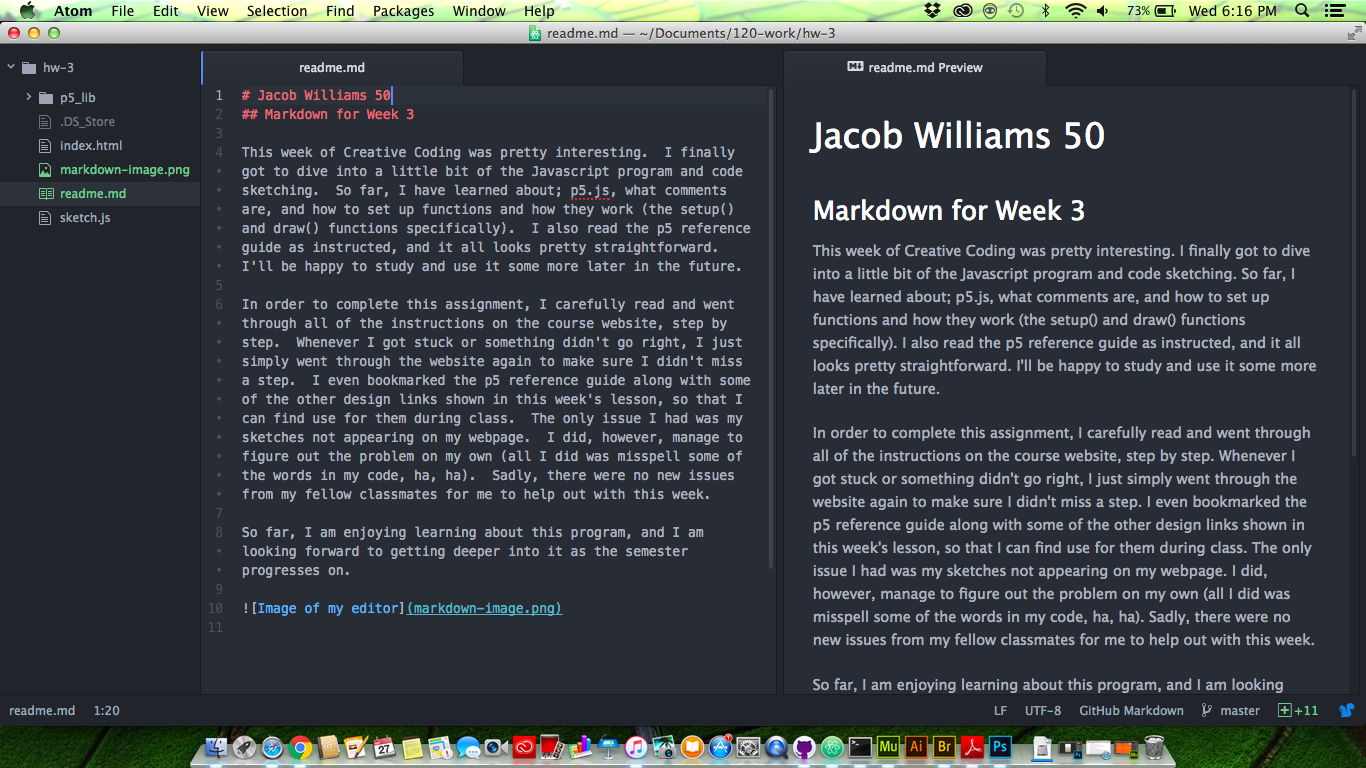 Atom File Edit View Selection Find Packages Window Help 73% Wed 6:16 PM
readme.md — ~/Documents/120-work/hw-3
hw-3
p5_lib
.DS_Store
index.html
markdown-image.png
readme.md
sketch.js
readme.md
1 # Jacob Williams 50
2 ## Markdown for Week 3
3
4 This week of Creative Coding was pretty interesting.  I finally
got to dive into a little bit of the Javascript program and code
sketching.  So far, I have learned about; p5.js, what comments
are, and how to set up functions and how they work (the setup()
and draw() functions specifically).  I also read the p5 reference
guide as instructed, and it all looks pretty straightforward.
I'll be happy to study and use it some more later in the future.
5
6 In order to complete this assignment, I carefully read and went
through all of the instructions on the course website, step by
step.  Whenever I got stuck or something didn't go right, I just
simply went through the website again to make sure I didn't miss
a step.  I even bookmarked the p5 reference guide along with some
of the other design links shown in this week's lesson, so that I
can find use for them during class.  The only issue I had was my
sketches not appearing on my webpage.  I did, however, manage to
figure out the problem on my own (all I did was misspell some of
the words in my code, ha, ha).  Sadly, there were no new issues
from my fellow classmates for me to help out with this week.
7
8 So far, I am enjoying learning about this program, and I am
looking forward to getting deeper into it as the semester
progresses on.
9
10 ![Image of my editor](markdown-image.png)
11
readme.md Preview
Jacob Williams 50
Markdown for Week 3
This week of Creative Coding was pretty interesting. I finally got to dive
into a little bit of the Javascript program and code sketching. So far, I
have learned about; p5.js, what comments are, and how to set up
functions and how they work (the setup() and draw() functions
specifically). I also read the p5 reference guide as instructed, and it all
looks pretty straightforward. I'll be happy to study and use it some more
later in the future.
In order to complete this assignment, I carefully read and went through
all of the instructions on the course website, step by step. Whenever I
got stuck or something didn't go right, I just simply went through the
website again to make sure I didn't miss a step. I even bookmarked the
p5 reference guide along with some of the other design links shown in
this week's lesson, so that I can find use for them during class. The only
issue I had was my sketches not appearing on my webpage. I did,
however, manage to figure out the problem on my own (all I did was
misspell some of the words in my code, ha, ha). Sadly, there were no
new issues from my fellow classmates for me to help out with this week.
So far, I am enjoying learning about this program, and I am looking
readme.md 1:20 LF UTF-8 GitHub Markdown master +11
27 Mu Ai Br Ps